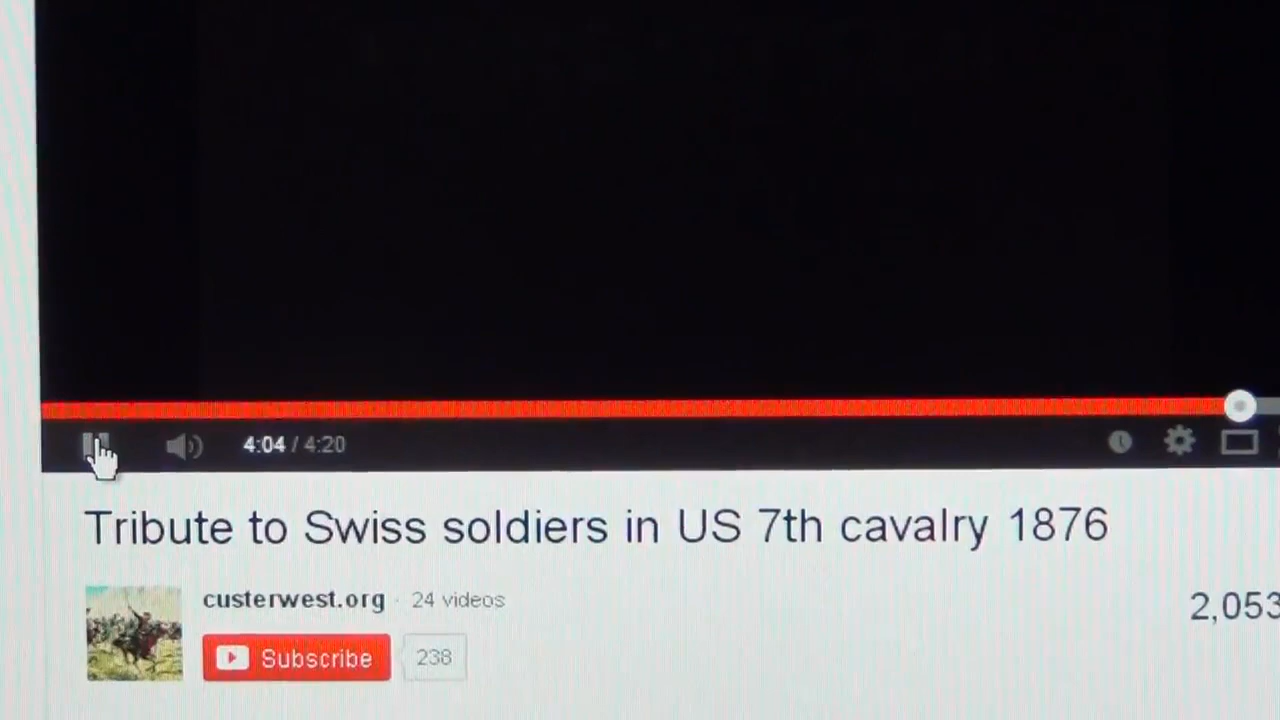 4:04 / 4:20
Tribute to Swiss soldiers in US 7th cavalry 1876
custerwest.org · 24 videos
2,053
Subscribe 238